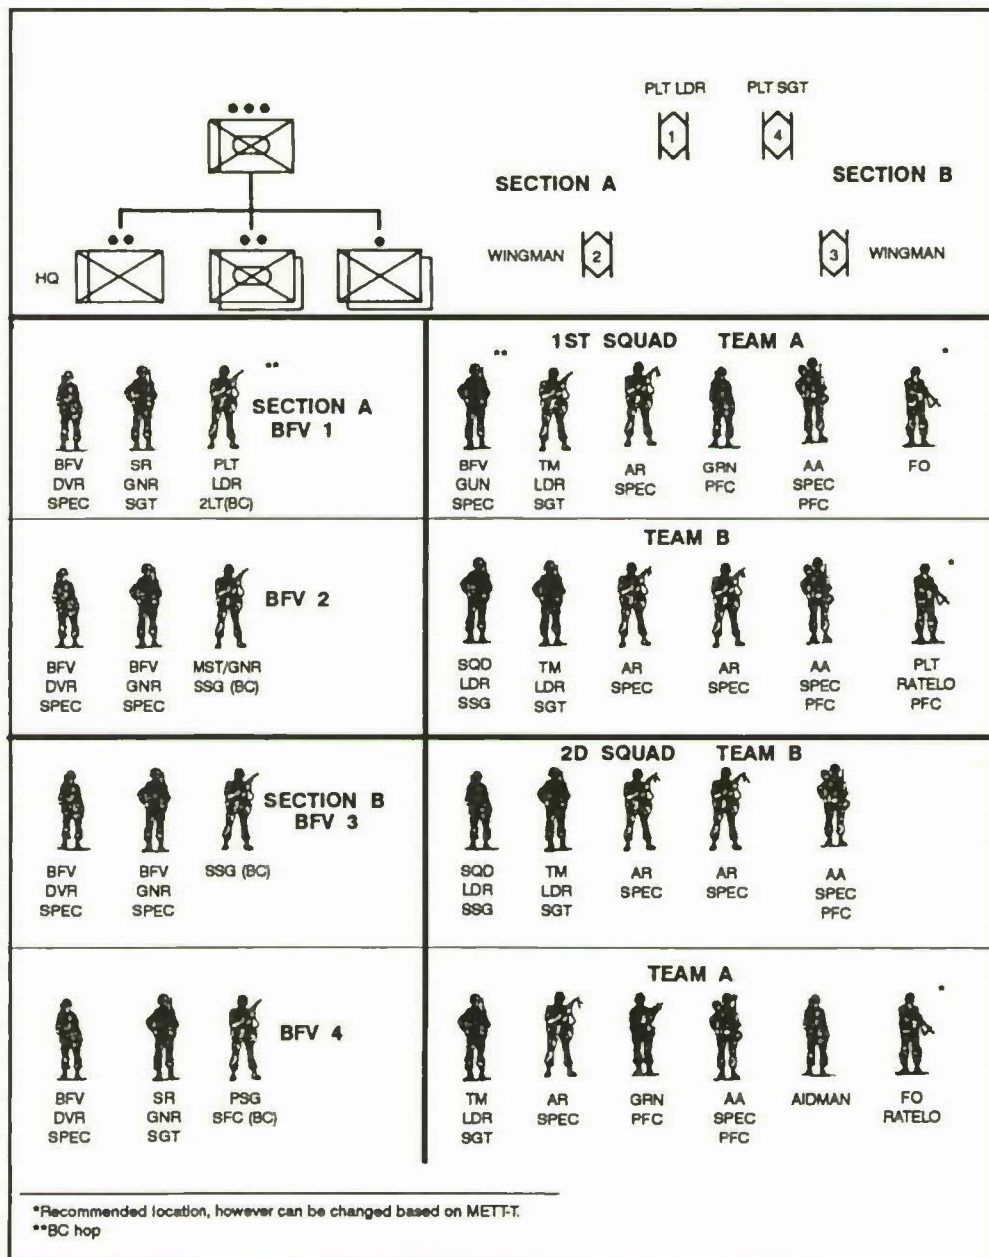 PLT LDR PLT SGT
1 4
SECTION A SECTION B
WINGMAN 2 3 WINGMAN
HQ
1ST SQUAD TEAM A
** ** *
SECTION A
BFV 1
BFV SR PLT
DVR GNR LDR
SPEC SGT 2LT(BC)
BFV TM AR GRN AA FO
GUN LDR SPEC PFC SPEC
SPEC SGT PFC
TEAM B
*
BFV 2
BFV BFV MST/GNR
DVR GNR SSG (BC)
SPEC SPEC
SQD TM AR AR AA PLT
LDR LDR SPEC SPEC SPEC RATELO
SSG SGT PFC PFC
2D SQUAD TEAM B
SECTION B
BFV 3
BFV BFV SSG (BC)
DVR GNR
SPEC SPEC
SQD TM AR AR AA
LDR LDR SPEC SPEC SPEC
SSG SGT PFC
TEAM A
*
BFV 4
BFV SR PSG
DVR GNR SFC (BC)
SPEC SGT
TM AR GRN AA AIDMAN FO
LDR SPEC PFC SPEC RATELO
SGT PFC
*Recommended location, however can be changed based on METT-T.
**BC hop